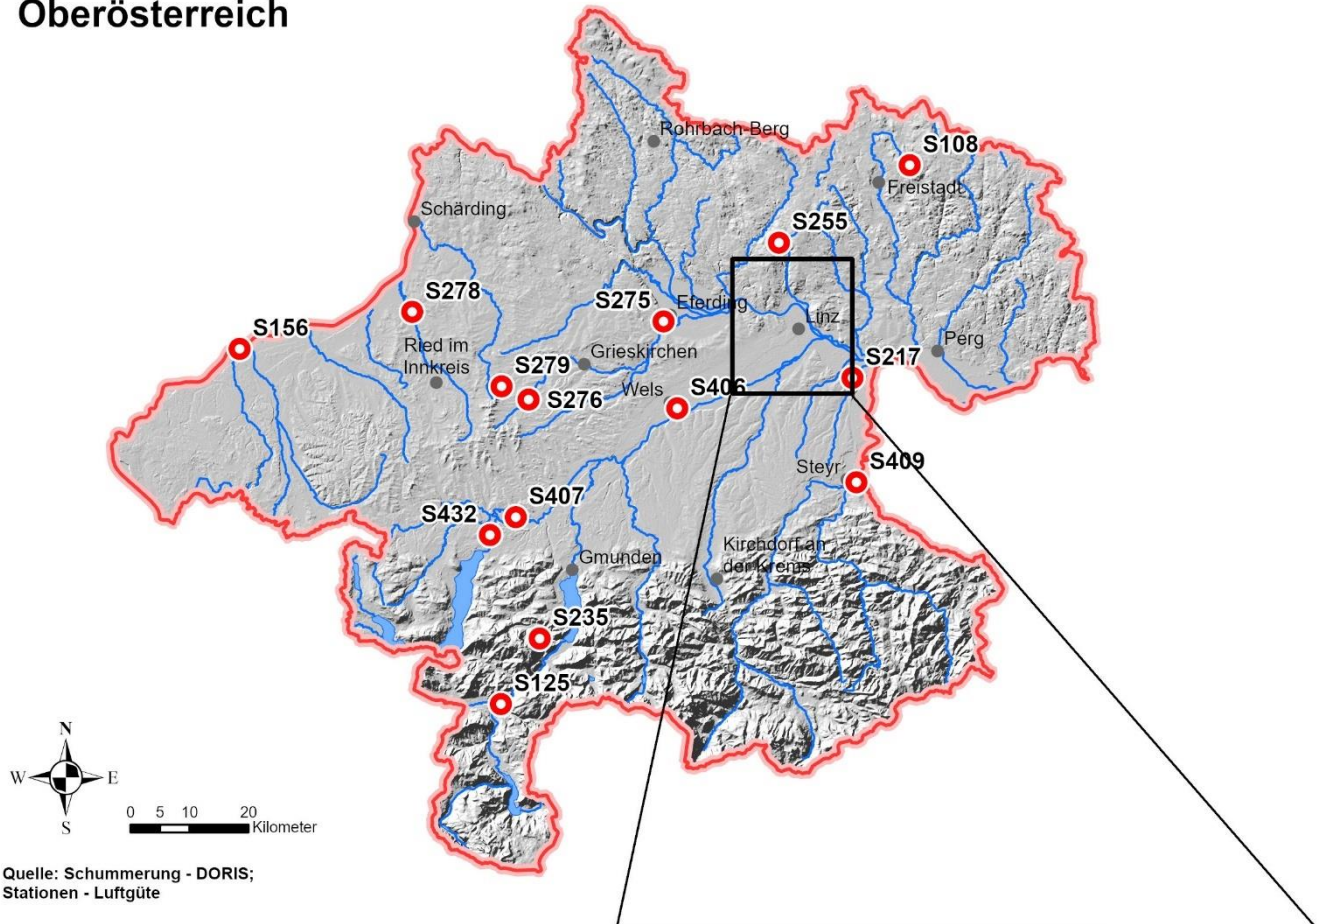 Oberösterreich
Rohrbach-Berg
S108
Freistadt
Schärding
S255
S278
S275
Eferding
Linz
S156
Ried im
Innkreis
S279
Grieskirchen
Perg
S217
S276
Wels
S406
Steyr
S409
S407
S432
Gmunden
Kirchdorf an
der Krems
S235
S125
N
W
E
S
0 5 10 20
Kilometer
Quelle: Schummerung - DORIS;
Stationen - Luftgüte